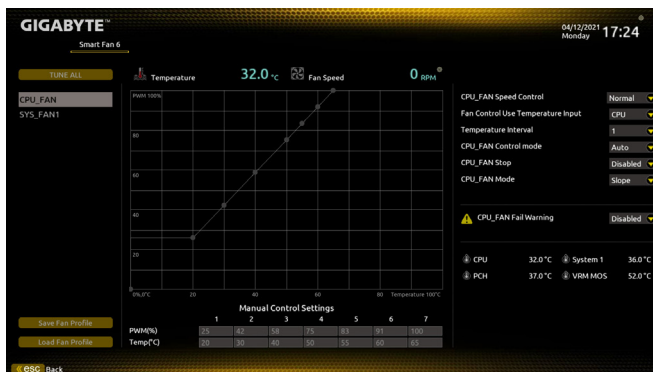 GIGABYTE™
04/12/2021 Monday 17:24
Smart Fan 6
TUNE ALL
Temperature 32.0 °C Fan Speed 0 RPM
CPU_FAN
SYS_FAN1
PWM 100%
80
60
40
20
0%,0°C 20 40 60 80 Temperature 100°C
CPU_FAN Speed Control Normal
Fan Control Use Temperature Input CPU
Temperature Interval 1
CPU_FAN Control mode Auto
CPU_FAN Stop Disabled
CPU_FAN Mode Slope
CPU_FAN Fail Warning Disabled
CPU 32.0°C System 1 36.0°C
PCH 37.0°C VRM MOS 52.0°C
Manual Control Settings
1 2 3 4 5 6 7
PWM(%) 25 42 58 75 83 91 100
Temp(°C) 20 30 40 50 55 60 65
Save Fan Profile
Load Fan Profile
« esc Back